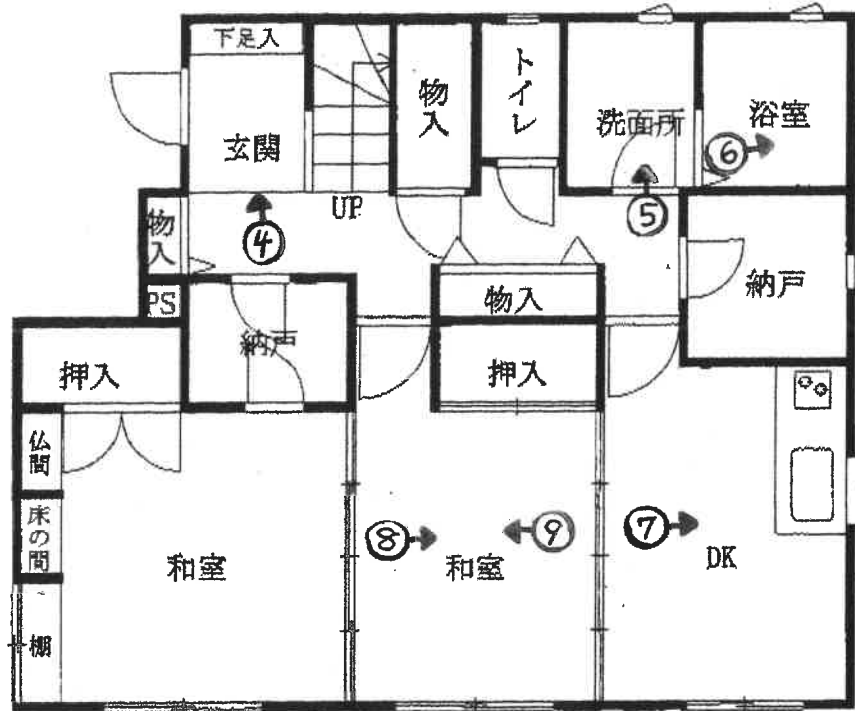 下足入
玄関
物入
トイレ
洗面所
浴室
⑥
UP
④
⑤
物入
PS
納戸
物入
納戸
押入
押入
仏間
床の間
棚
和室
⑧
⑨
和室
⑦
DK